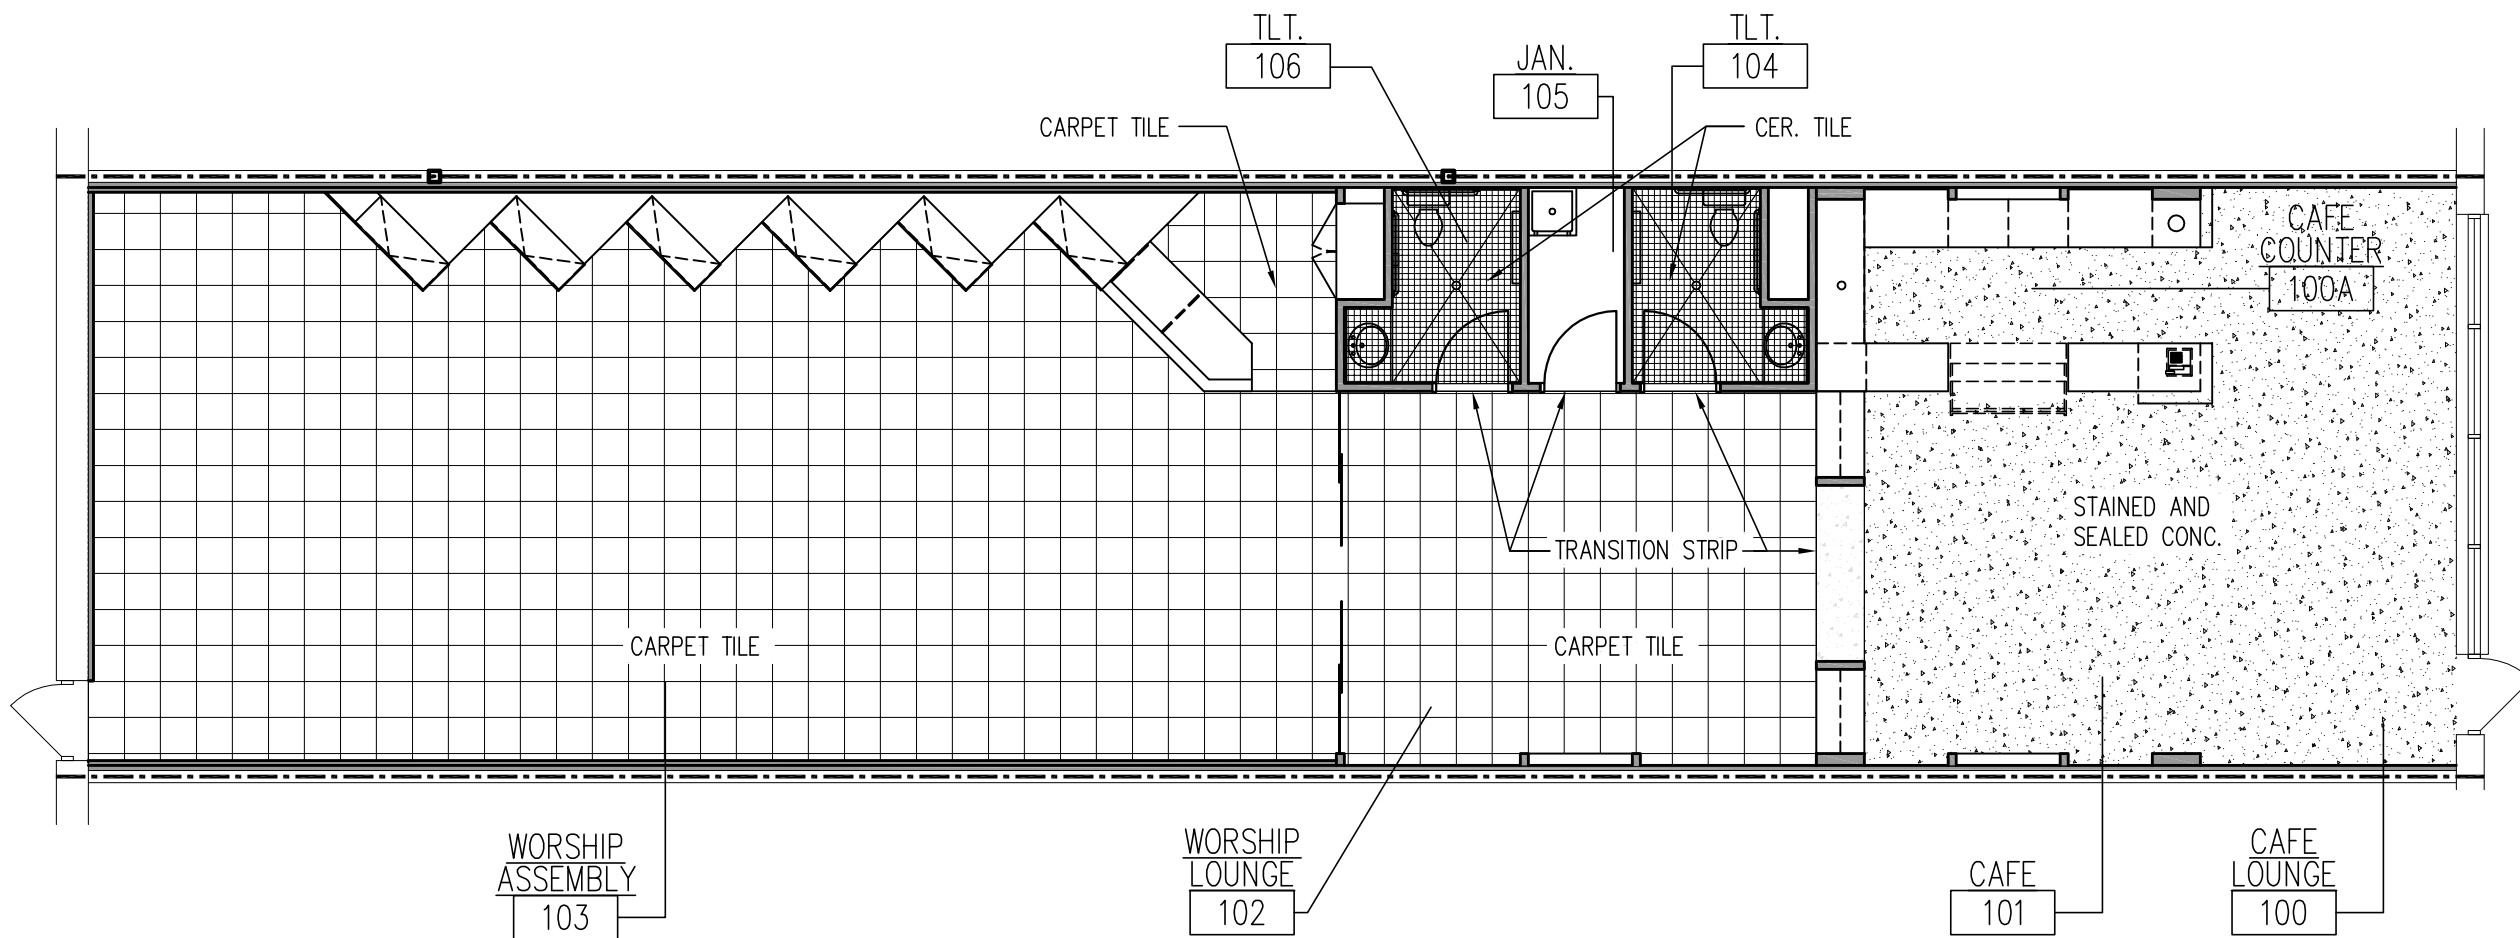 TLT.
106
JAN.
105
TLT.
104
CARPET TILE
CER. TILE
CAFE
COUNTER
100A
STAINED AND
SEALED CONC.
TRANSITION STRIP
CARPET TILE
CARPET TILE
WORSHIP
ASSEMBLY
103
WORSHIP
LOUNGE
102
CAFE
101
CAFE
LOUNGE
100